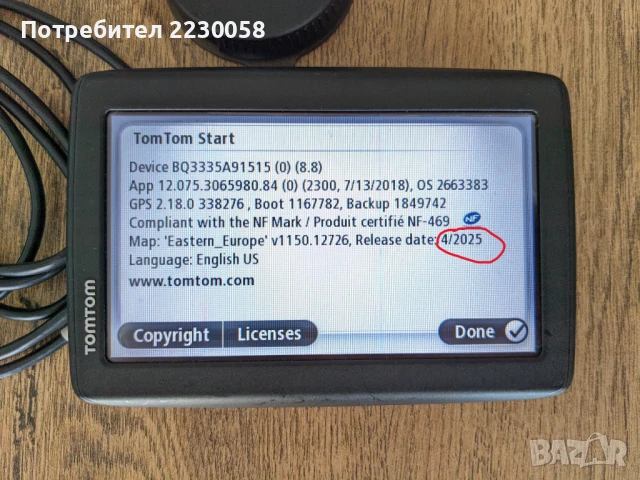 Потребител 2230058
TomTom Start
Device BQ3335A91515 (0) (8.8)
App 12.075.3065980.84 (0) (2300, 7/13/2018), OS 2663383
GPS 2.18.0 338276 , Boot 1167782, Backup 1849742
Compliant with the NF Mark / Produit certifié NF-469 NF
Map: 'Eastern_Europe' v1150.12726, Release date: 4/2025
Language: English US
www.tomtom.com
Copyright Licenses Done
TOMTOM
BAZAR